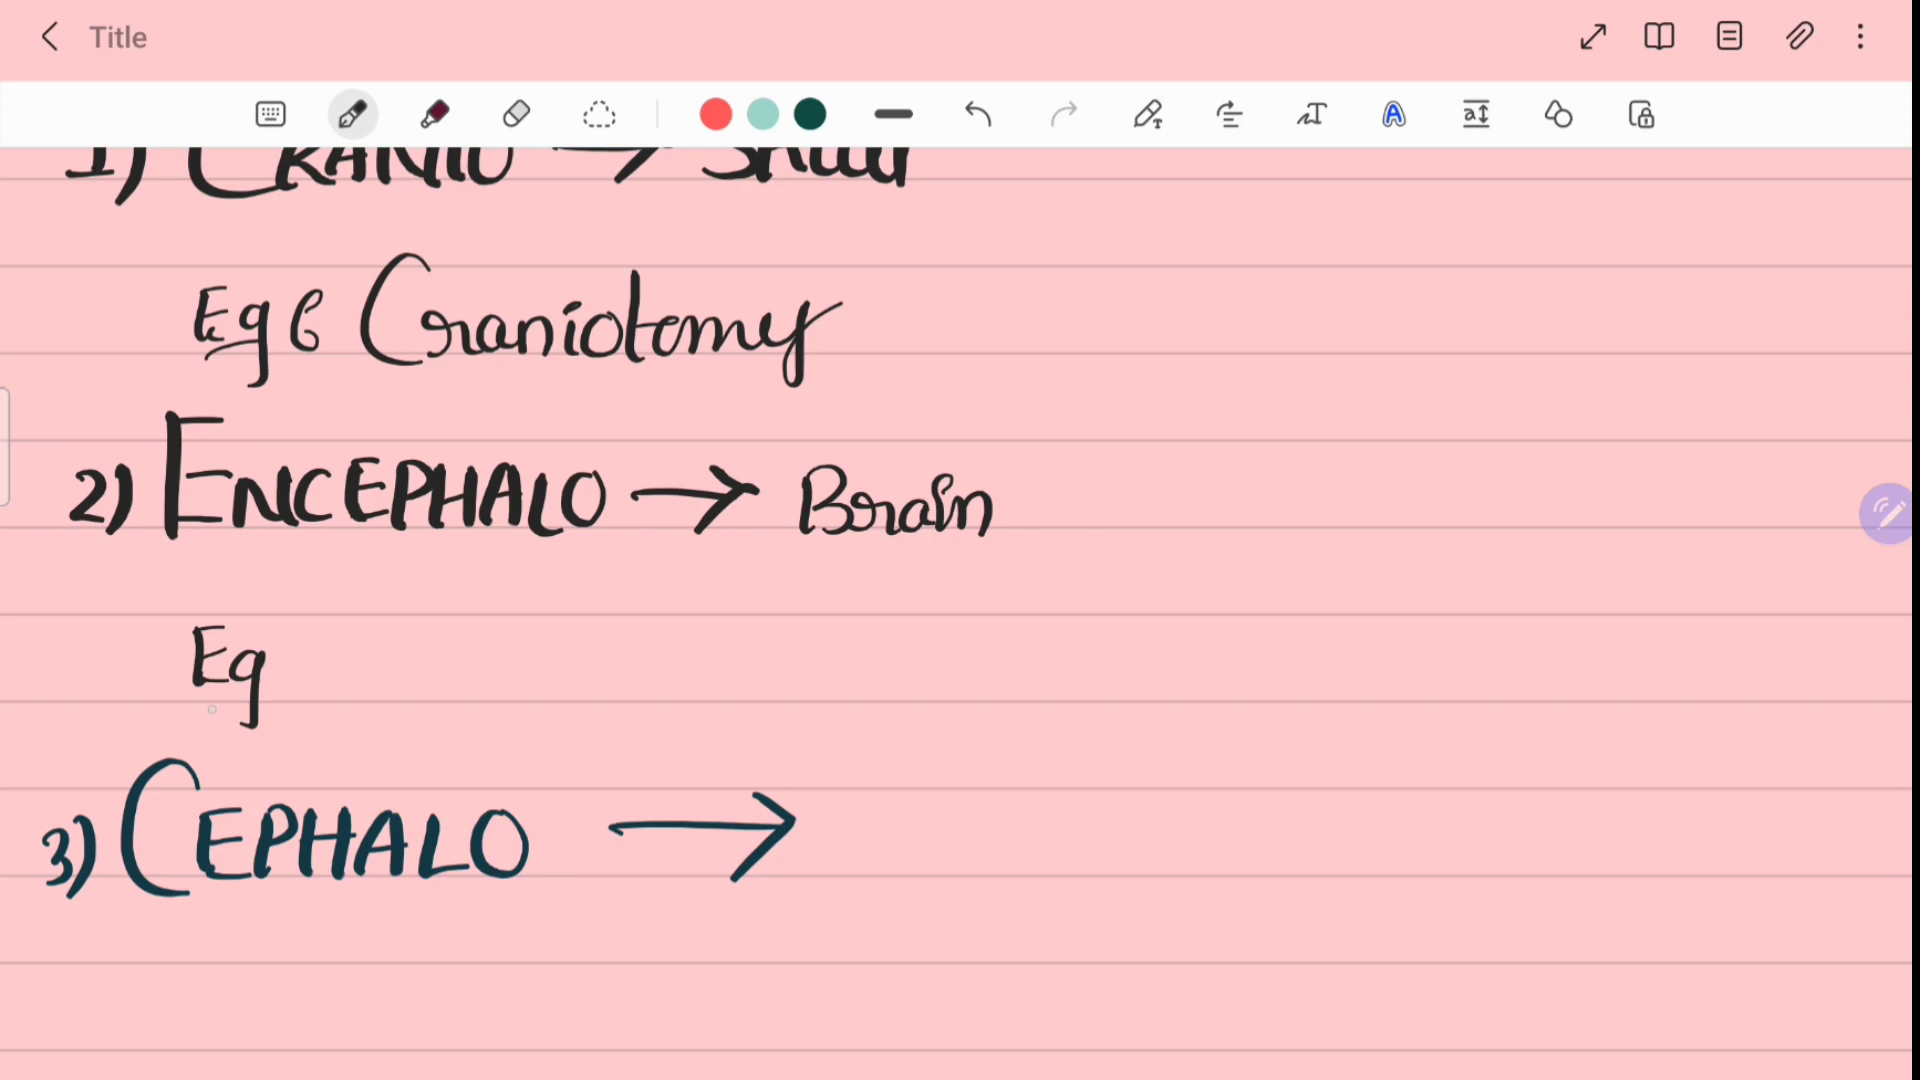 Title
1) CRANIO → Skull
Eg: Craniotomy
2) ENCEPHALO → Brain
Eg
3) CEPHALO →